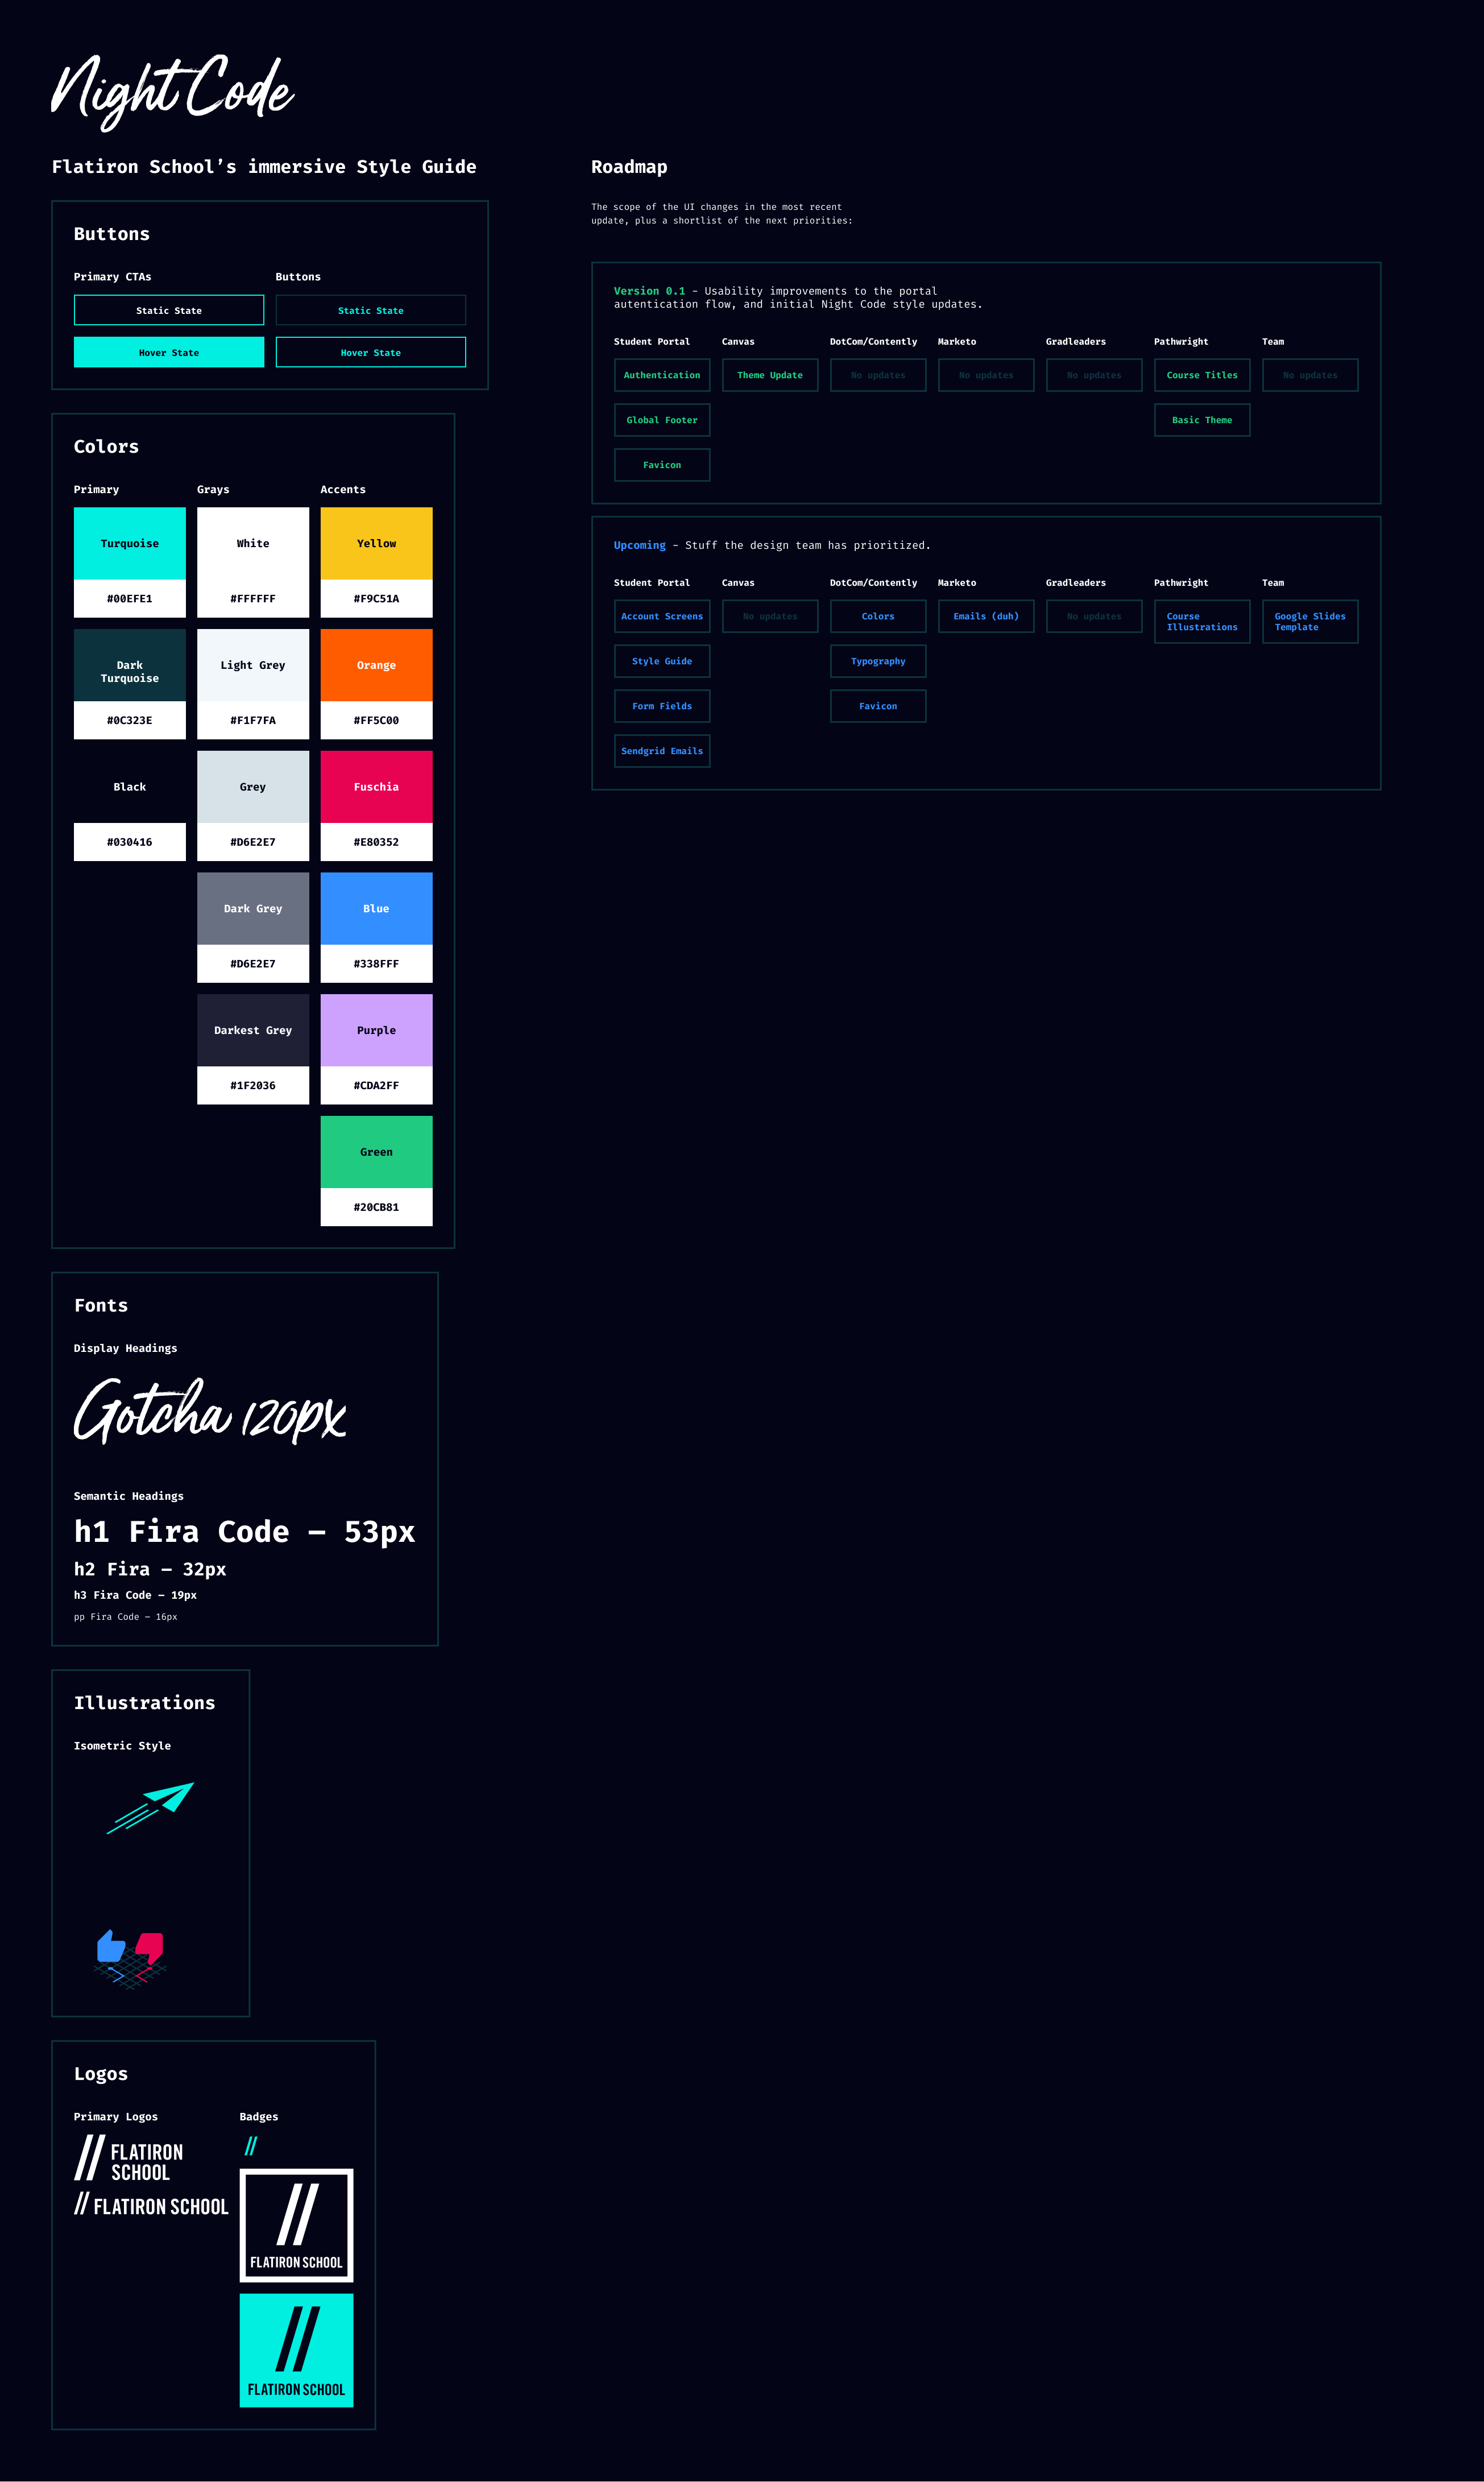 Night Code
Flatiron School’s immersive Style Guide
Buttons
Primary CTAs
Static State
Hover State
Buttons
Static State
Hover State
Colors
Primary
Turquoise
#00EFE1
Dark
Turquoise
#0C323E
Black
#030416
Grays
White
#FFFFFF
Light Grey
#F1F7FA
Grey
#D6E2E7
Dark Grey
#D6E2E7
Darkest Grey
#1F2036
Accents
Yellow
#F9C51A
Orange
#FF5C00
Fuschia
#E80352
Blue
#338FFF
Purple
#CDA2FF
Green
#20CB81
Fonts
Display Headings
Gotcha 120px
Semantic Headings
h1 Fira Code – 53px
h2 Fira – 32px
h3 Fira Code – 19px
pp Fira Code – 16px
Illustrations
Isometric Style
Logos
Primary Logos
FLATIRON
SCHOOL
FLATIRON SCHOOL
Badges
FLATIRON SCHOOL
FLATIRON SCHOOL
Roadmap
The scope of the UI changes in the most recent
update, plus a shortlist of the next priorities:
Version 0.1 - Usability improvements to the portal
autentication flow, and initial Night Code style updates.
Student Portal
Authentication
Global Footer
Favicon
Canvas
Theme Update
DotCom/Contently
No updates
Marketo
No updates
Gradleaders
No updates
Pathwright
Course Titles
Basic Theme
Team
No updates
Upcoming - Stuff the design team has prioritized.
Student Portal
Account Screens
Style Guide
Form Fields
Sendgrid Emails
Canvas
No updates
DotCom/Contently
Colors
Typography
Favicon
Marketo
Emails (duh)
Gradleaders
No updates
Pathwright
Course
Illustrations
Team
Google Slides
Template